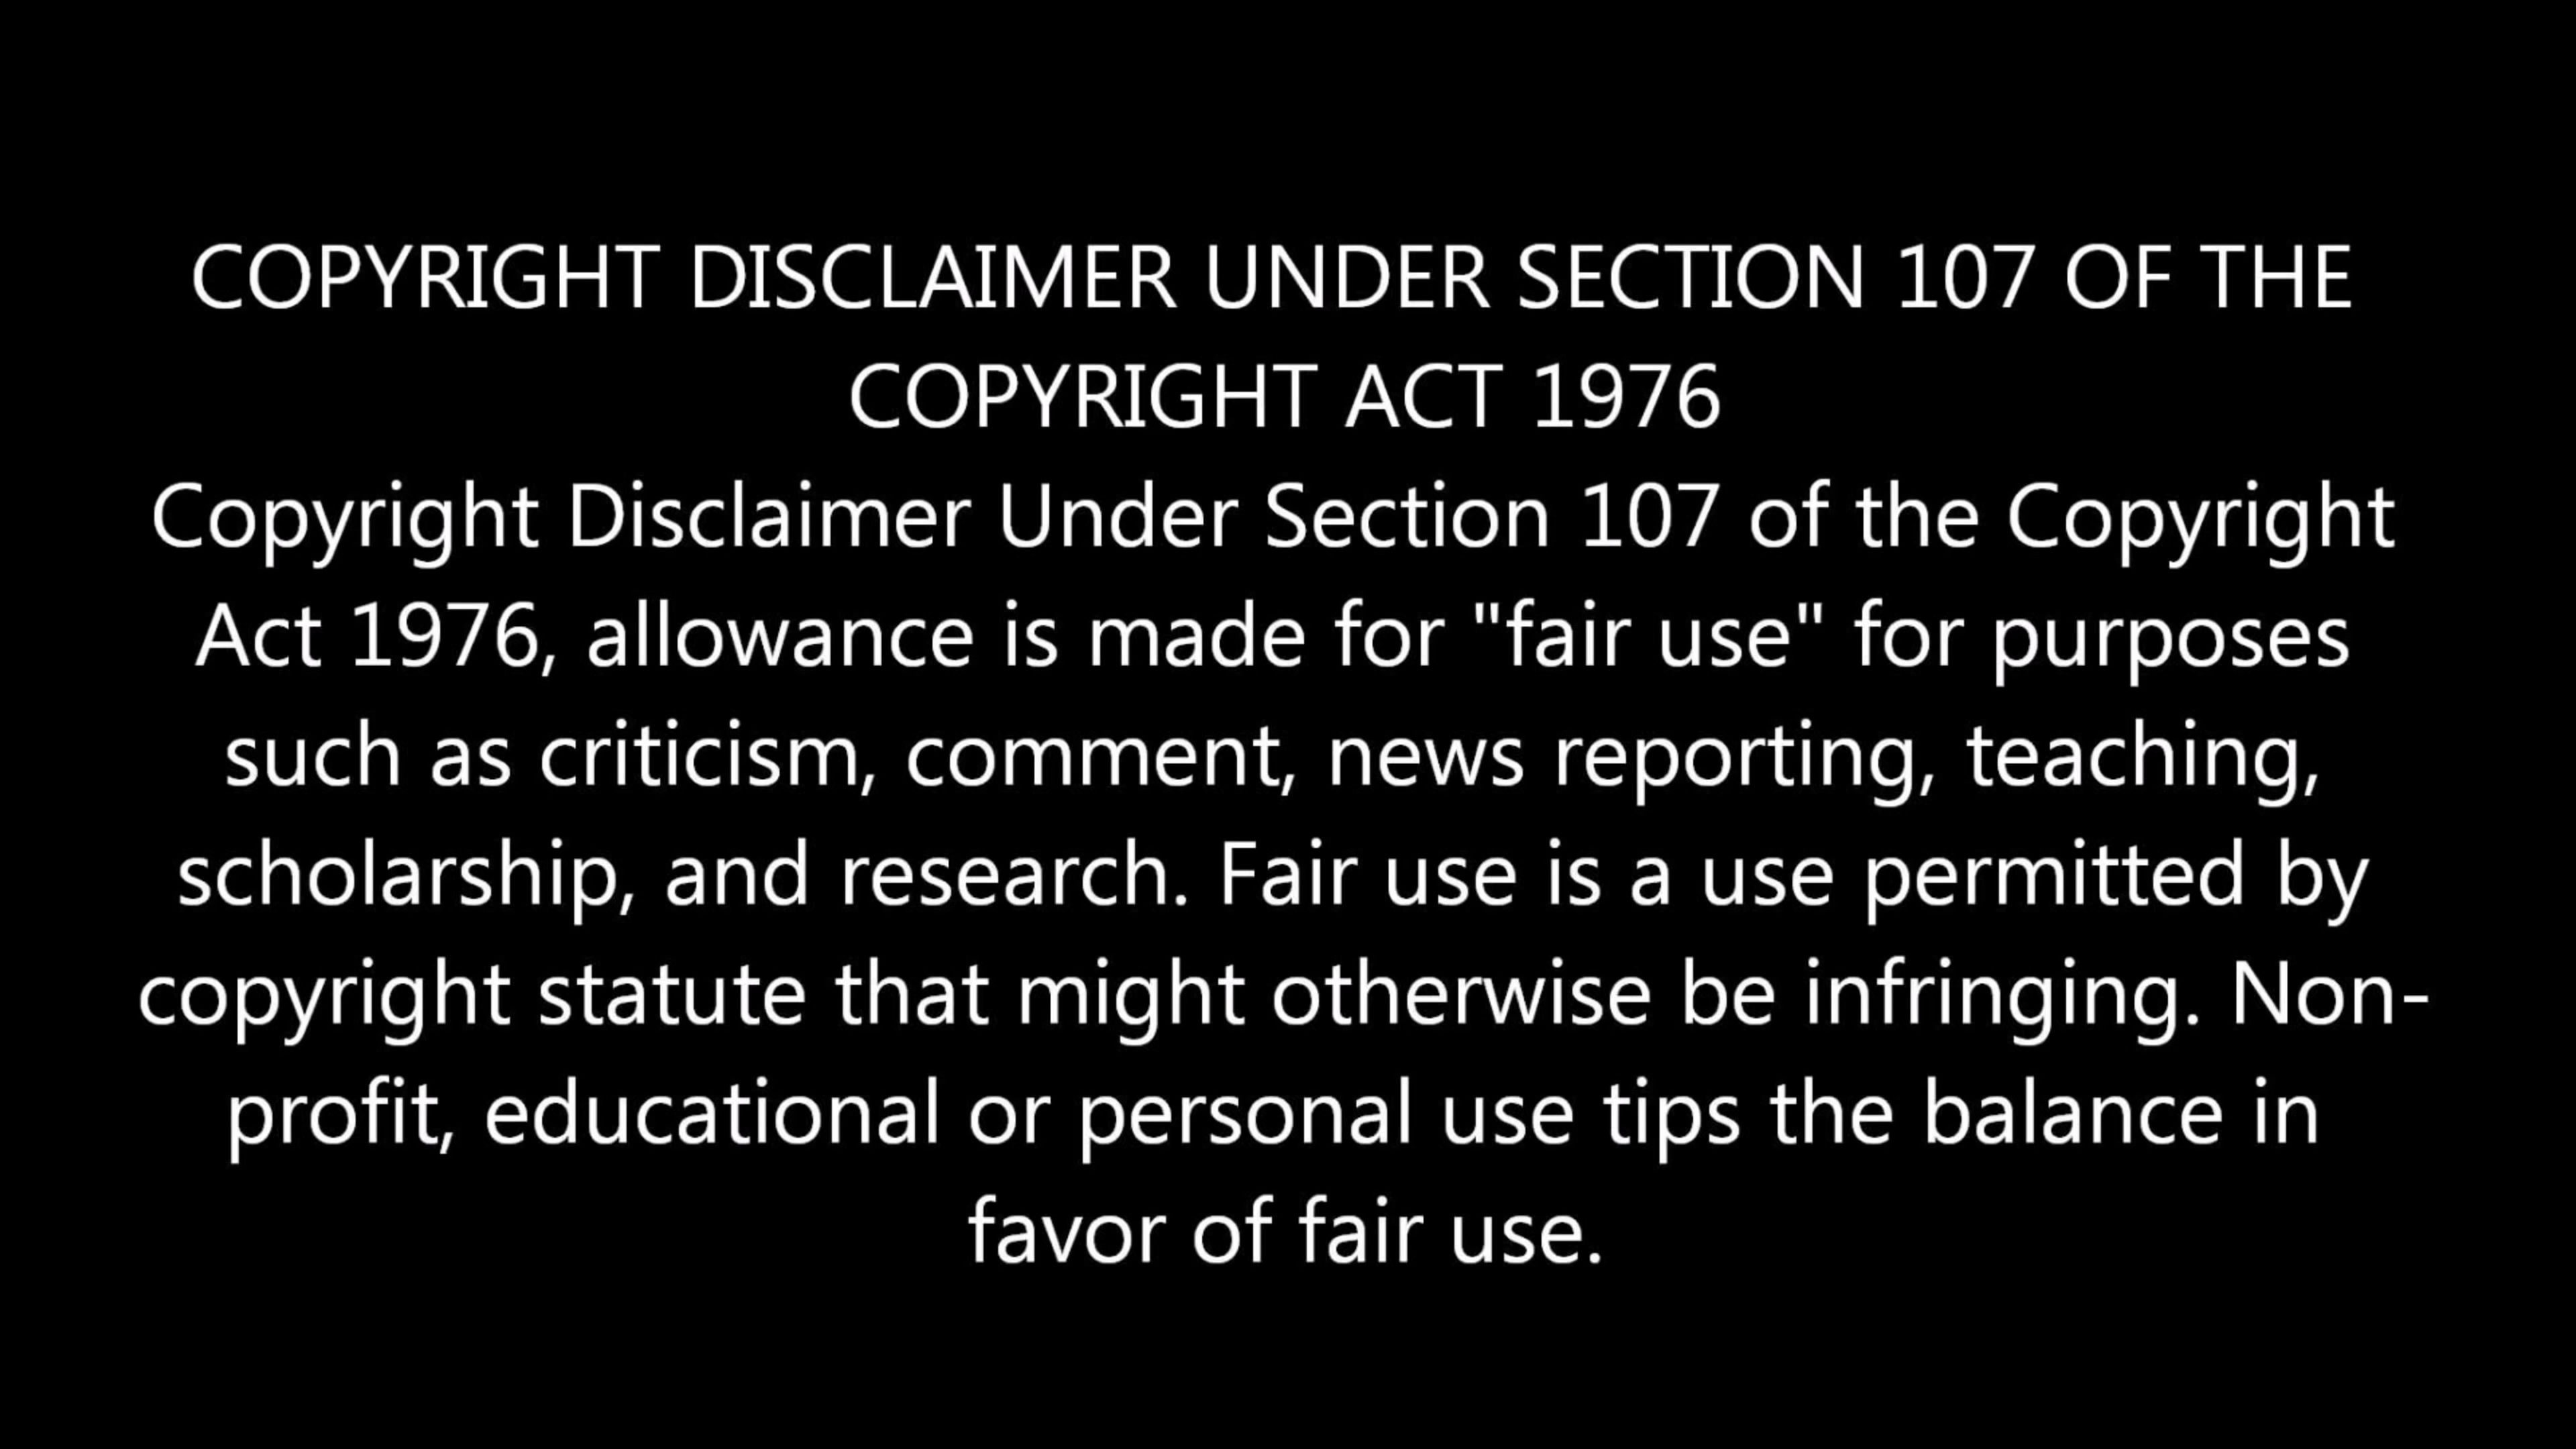 COPYRIGHT DISCLAIMER UNDER SECTION 107 OF THE
COPYRIGHT ACT 1976
Copyright Disclaimer Under Section 107 of the Copyright
Act 1976, allowance is made for "fair use" for purposes
such as criticism, comment, news reporting, teaching,
scholarship, and research. Fair use is a use permitted by
copyright statute that might otherwise be infringing. Non-
profit, educational or personal use tips the balance in
favor of fair use.